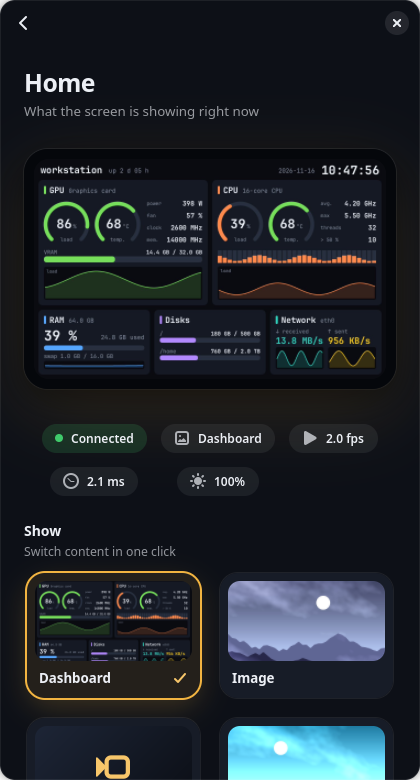 Home
What the screen is showing right now
workstation up 2 d 05 h 2026-11-16 10:47:56
GPU Graphics card
86 % load
68 °C temp.
power 398 W
fan 57 %
clock 2600 MHz
mem. 14000 MHz
VRAM 14.4 GB / 32.0 GB
load
CPU 16-core CPU
39 % load
68 °C temp.
avg. 4.20 GHz
max 5.50 GHz
threads 32
> 50 % 10
load
RAM 64.0 GB
39 % 24.8 GB used
swap 1.0 GB / 16.0 GB
Disks
/ 180 GB / 500 GB
/home 760 GB / 2.0 TB
Network eth0
↓ received ↑ sent
13.8 MB/s 956 KB/s
Connected
Dashboard
2.0 fps
2.1 ms
100%
Show
Switch content in one click
Dashboard
Image